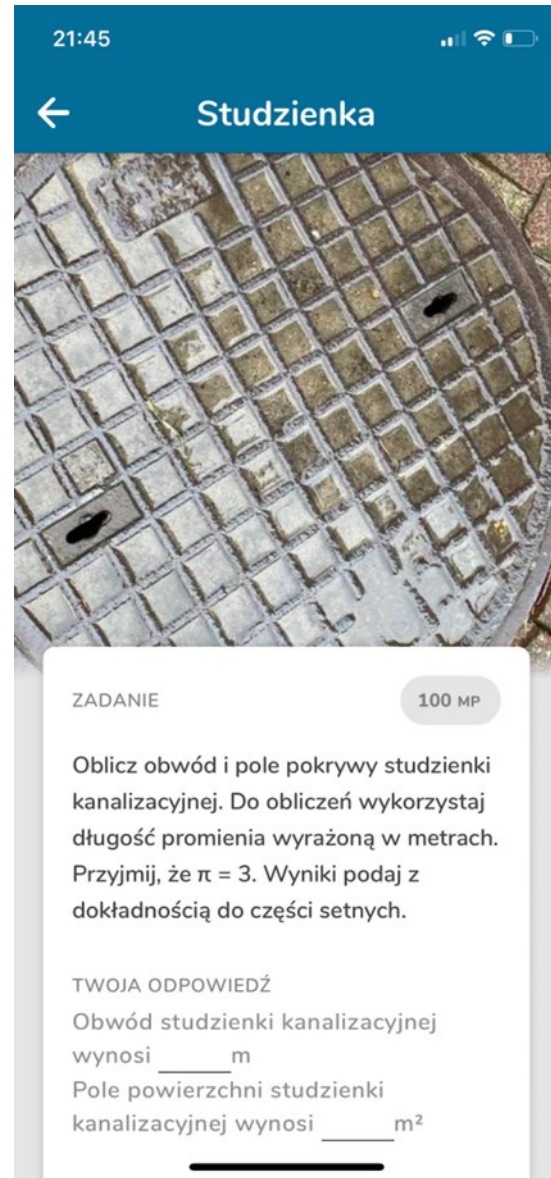 21:45
Studzienka
ZADANIE
100 MP
Oblicz obwód i pole pokrywy studzienki
kanalizacyjnej. Do obliczeń wykorzystaj
długość promienia wyrażoną w metrach.
Przyjmij, że π = 3. Wyniki podaj z
dokładnością do części setnych.
TWOJA ODPOWIEDŹ
Obwód studzienki kanalizacyjnej
wynosi _____m
Pole powierzchni studzienki
kanalizacyjnej wynosi _____m²